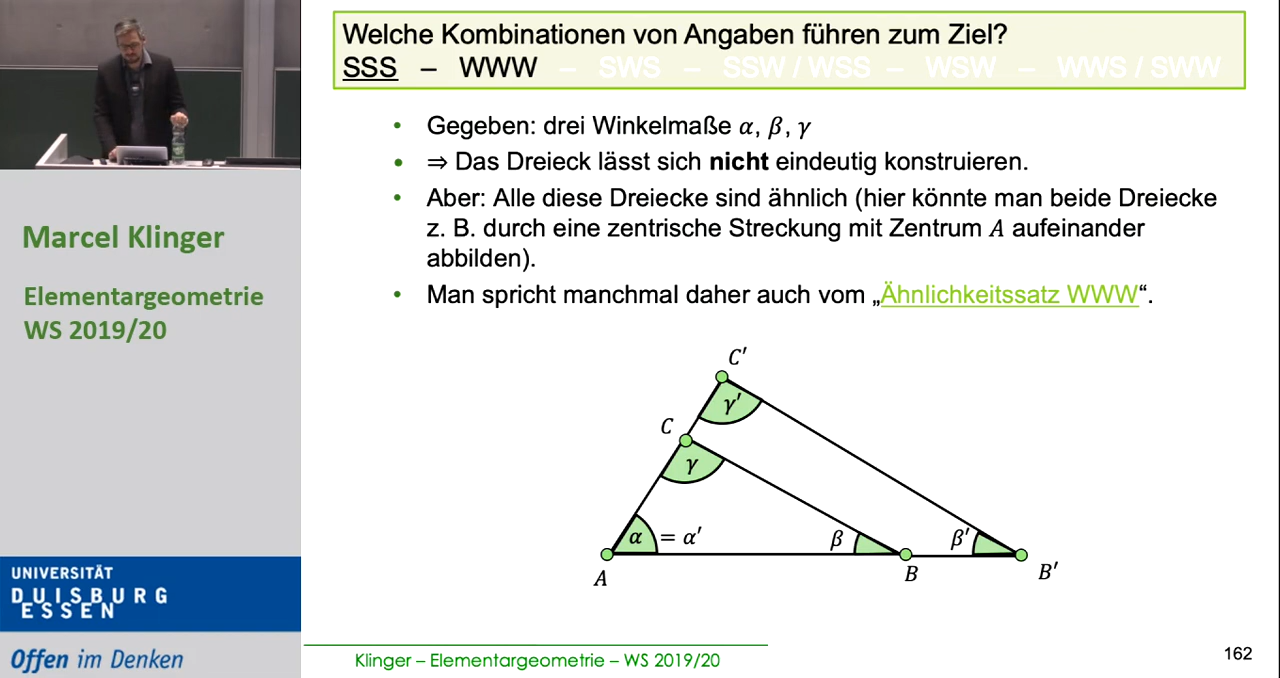 Welche Kombinationen von Angaben führen zum Ziel?
SSS – WWW – SWS – SSW / WSS – WSW – WWS / SWW
• Gegeben: drei Winkelmaße α, β, γ
• ⇒ Das Dreieck lässt sich nicht eindeutig konstruieren.
• Aber: Alle diese Dreiecke sind ähnlich (hier könnte man beide Dreiecke
z. B. durch eine zentrische Streckung mit Zentrum A aufeinander
abbilden).
• Man spricht manchmal daher auch vom „Ähnlichkeitssatz WWW“.
C′
γ′
C
γ
α = α′
β
β′
A
B
B′
Marcel Klinger
Elementargeometrie
WS 2019/20
UNIVERSITÄT
DUISBURG
ESSEN
Offen im Denken
Klinger – Elementargeometrie – WS 2019/20
162